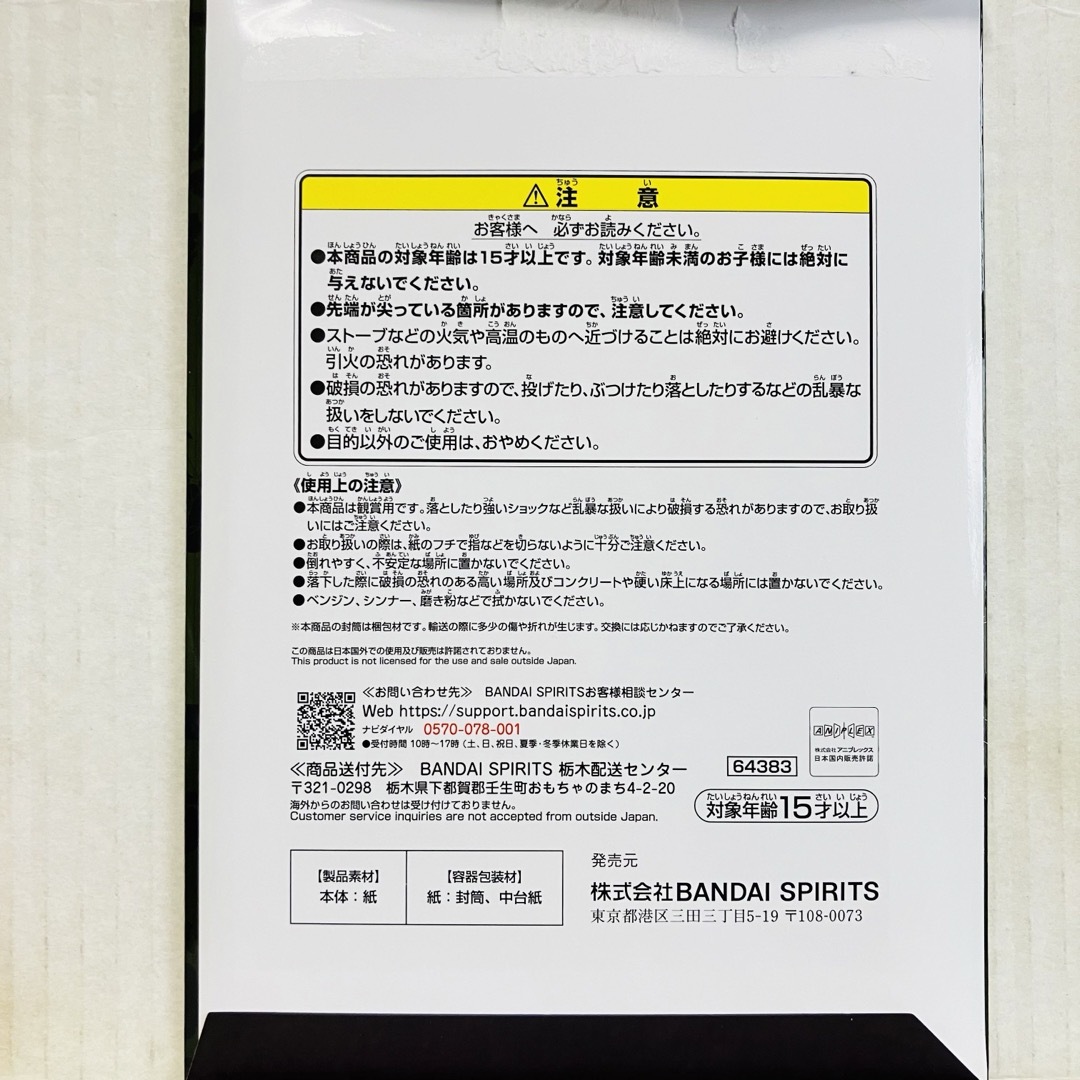 ⚠注意
お客様へ 必ずお読みください。
●本商品の対象年齢は15才以上です。対象年齢未満のお子様には絶対に
与えないでください。
●先端が尖っている箇所がありますので、注意してください。
●ストーブなどの火気や高温のものへ近づけることは絶対にお避けください。
引火の恐れがあります。
●破損の恐れがありますので、投げたり、ぶつけたり落としたりするなどの乱暴な
扱いをしないでください。
●目的以外のご使用は、おやめください。
《使用上の注意》
●本商品は観賞用です。落としたり強いショックなど乱暴な扱いにより破損する恐れがありますので、お取り扱
いにはご注意ください。
●お取り扱いの際は、紙のフチで指などを切らないように十分ご注意ください。
●倒れやすく、不安定な場所に置かないでください。
●落下した際に破損の恐れのある高い場所及びコンクリートや硬い床上になる場所には置かないでください。
●ベンジン、シンナー、磨き粉などで拭かないでください。
※本商品の封筒は梱包材です。輸送の際に多少の傷や折れが生じます。交換には応じかねますのでご了承ください。
この商品は日本国外での使用及び販売は許諾されておりません。
This product is not licensed for the use and sale outside Japan.
≪お問い合わせ先≫ BANDAI SPIRITSお客様相談センター
Web https://support.bandaispirits.co.jp
ナビダイヤル 0570-078-001
●受付時間 10時〜17時（土、日、祝日、夏季・冬季休業日を除く）
≪商品送付先≫ BANDAI SPIRITS 栃木配送センター
〒321-0298 栃木県下都賀郡壬生町おもちゃのまち4-2-20
海外からのお問い合わせは受け付けておりません。
Customer service inquiries are not accepted from outside Japan.
ANIPLEX
株式会社アニプレックス
日本国内販売許諾
64383
対象年齢15才以上
【製品素材】
本体：紙
【容器包装材】
紙：封筒、中台紙
発売元
株式会社BANDAI SPIRITS
東京都港区三田三丁目5-19 〒108-0073